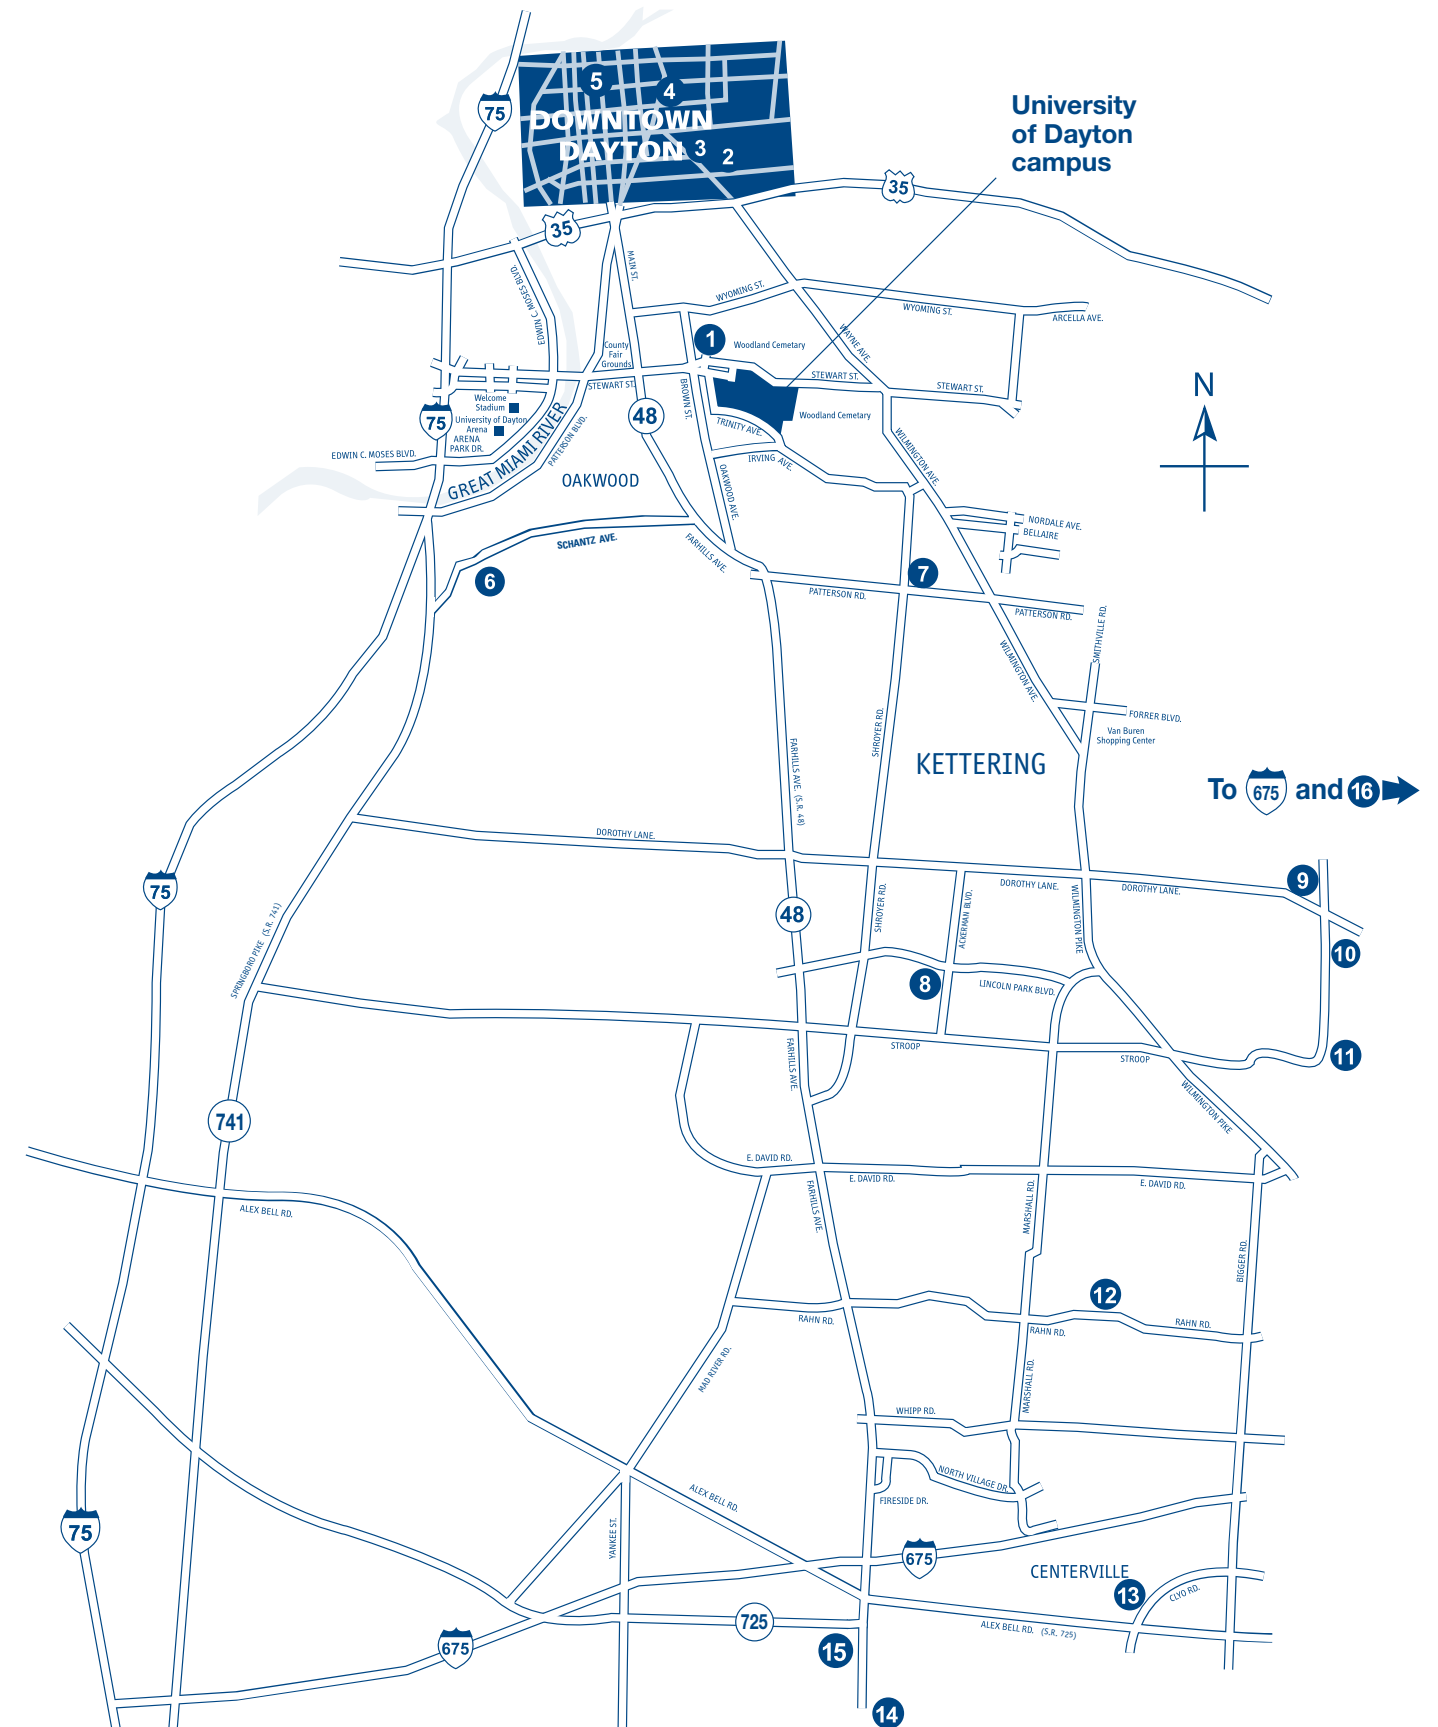 75
5
4
DOWNTOWN
DAYTON
3
2
University
of Dayton
campus
35
35
MAIN ST.
EDWIN C. MOSES BLVD.
WYOMING ST.
WYOMING ST.
ARCELLA AVE.
WAYNE AVE.
1
Woodland Cemetary
County
Fair
Grounds
STEWART ST.
STEWART ST.
STEWART ST.
BROWN ST.
Welcome
Stadium
University of Dayton
Arena
ARENA
PARK DR.
75
48
Woodland Cemetary
TRINITY AVE.
N
EDWIN C. MOSES BLVD.
GREAT MIAMI RIVER
PATTERSON BLVD.
IRVING AVE.
WILMINGTON AVE.
OAKWOOD
OAKWOOD AVE.
NORDALE AVE.
BELLAIRE
SCHANTZ AVE.
FARHILLS AVE.
6
7
PATTERSON RD.
PATTERSON RD.
SMITHVILLE RD.
WILMINGTON AVE.
FORRER BLVD.
Van Buren
Shopping Center
SHROYER RD.
KETTERING
FARHILLS AVE. (S.R. 48)
To 675 and 16
DOROTHY LANE.
75
DOROTHY LANE.
DOROTHY LANE.
9
48
SHROYER RD.
ACKERMAN BLVD.
WILMINGTON PIKE
SPRINGBORO PIKE (S.R. 741)
10
8
LINCOLN PARK BLVD.
STROOP
STROOP
11
FARHILLS AVE.
WILMINGTON PIKE
741
E. DAVID RD.
E. DAVID RD.
E. DAVID RD.
ALEX BELL RD.
FARHILLS AVE.
MARSHALL RD.
BIGGER RD.
12
RAHN RD.
RAHN RD.
RAHN RD.
MAD RIVER RD.
MARSHALL RD.
WHIPP RD.
NORTH VILLAGE DR.
ALEX BELL RD.
FIRESIDE DR.
75
YANKEE ST.
675
CENTERVILLE
13
CLYO RD.
725
ALEX BELL RD. (S.R. 725)
675
15
14